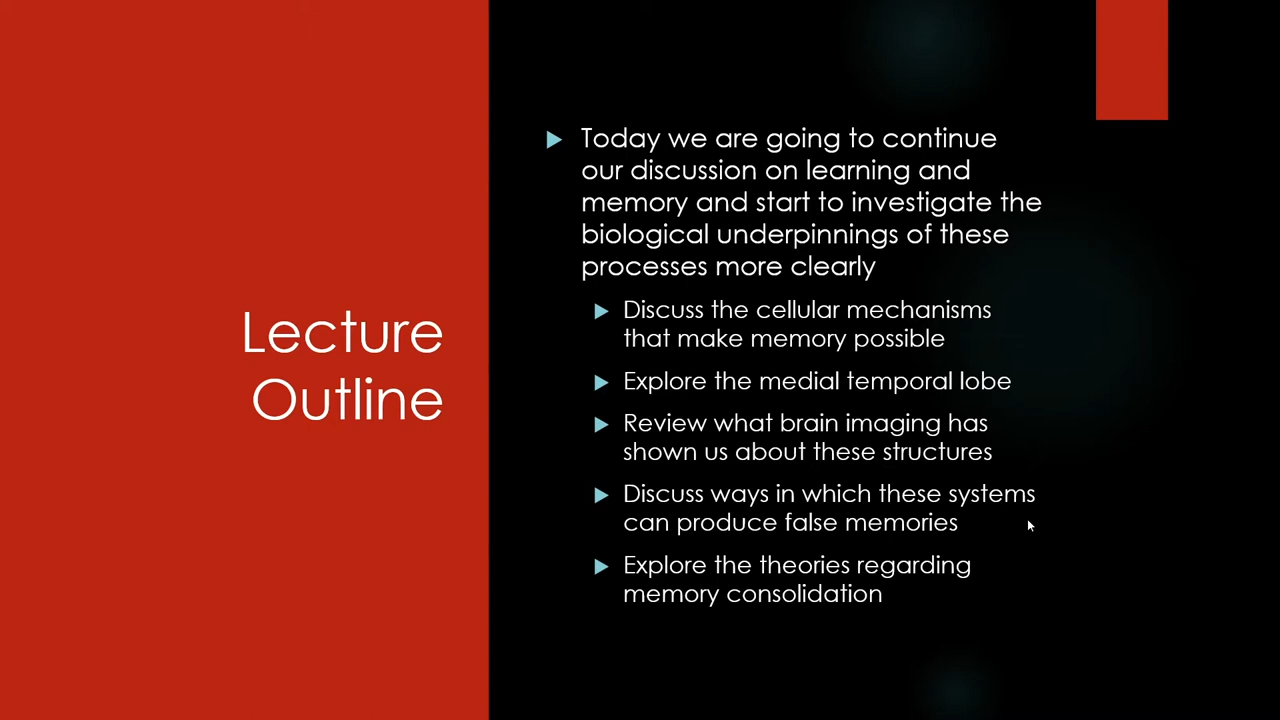 Lecture
Outline
Today we are going to continue
our discussion on learning and
memory and start to investigate the
biological underpinnings of these
processes more clearly
Discuss the cellular mechanisms
that make memory possible
Explore the medial temporal lobe
Review what brain imaging has
shown us about these structures
Discuss ways in which these systems
can produce false memories
Explore the theories regarding
memory consolidation